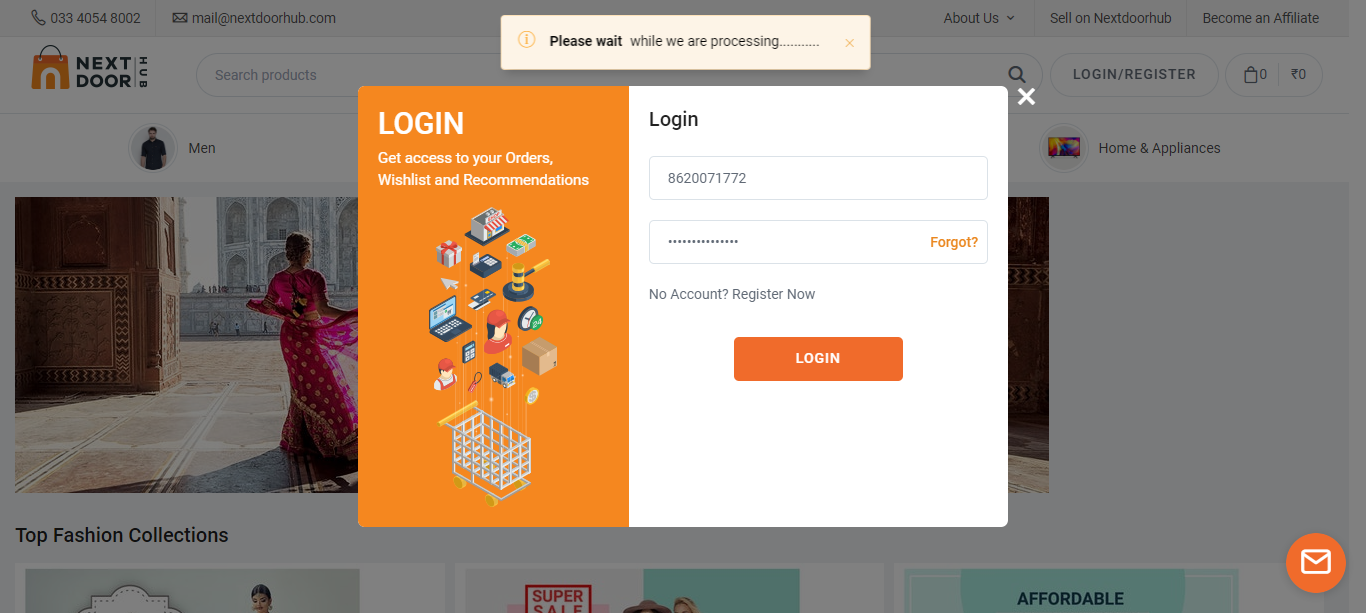 033 4054 8002
mail@nextdoorhub.com
Please wait while we are processing...........
About Us
Sell on Nextdoorhub
Become an Affiliate
NEXT
DOOR
HUB
Search products
LOGIN/REGISTER
0
₹0
Men
Home & Appliances
LOGIN
Get access to your Orders,
Wishlist and Recommendations
Login
8620071772
•••••••••••••••
Forgot?
No Account? Register Now
LOGIN
Top Fashion Collections
SUPER
SALE
AFFORDABLE